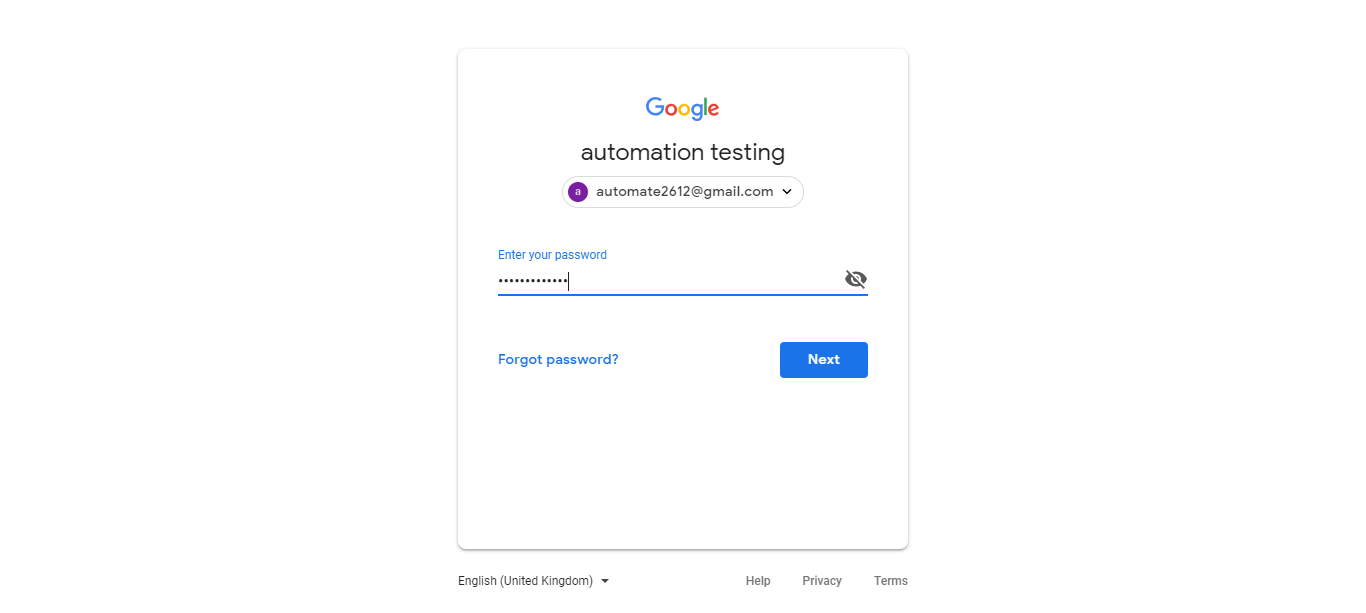 Google
automation testing
a automate2612@gmail.com
Enter your password
•••••••••••••
Forgot password? Next
English (United Kingdom) Help Privacy Terms